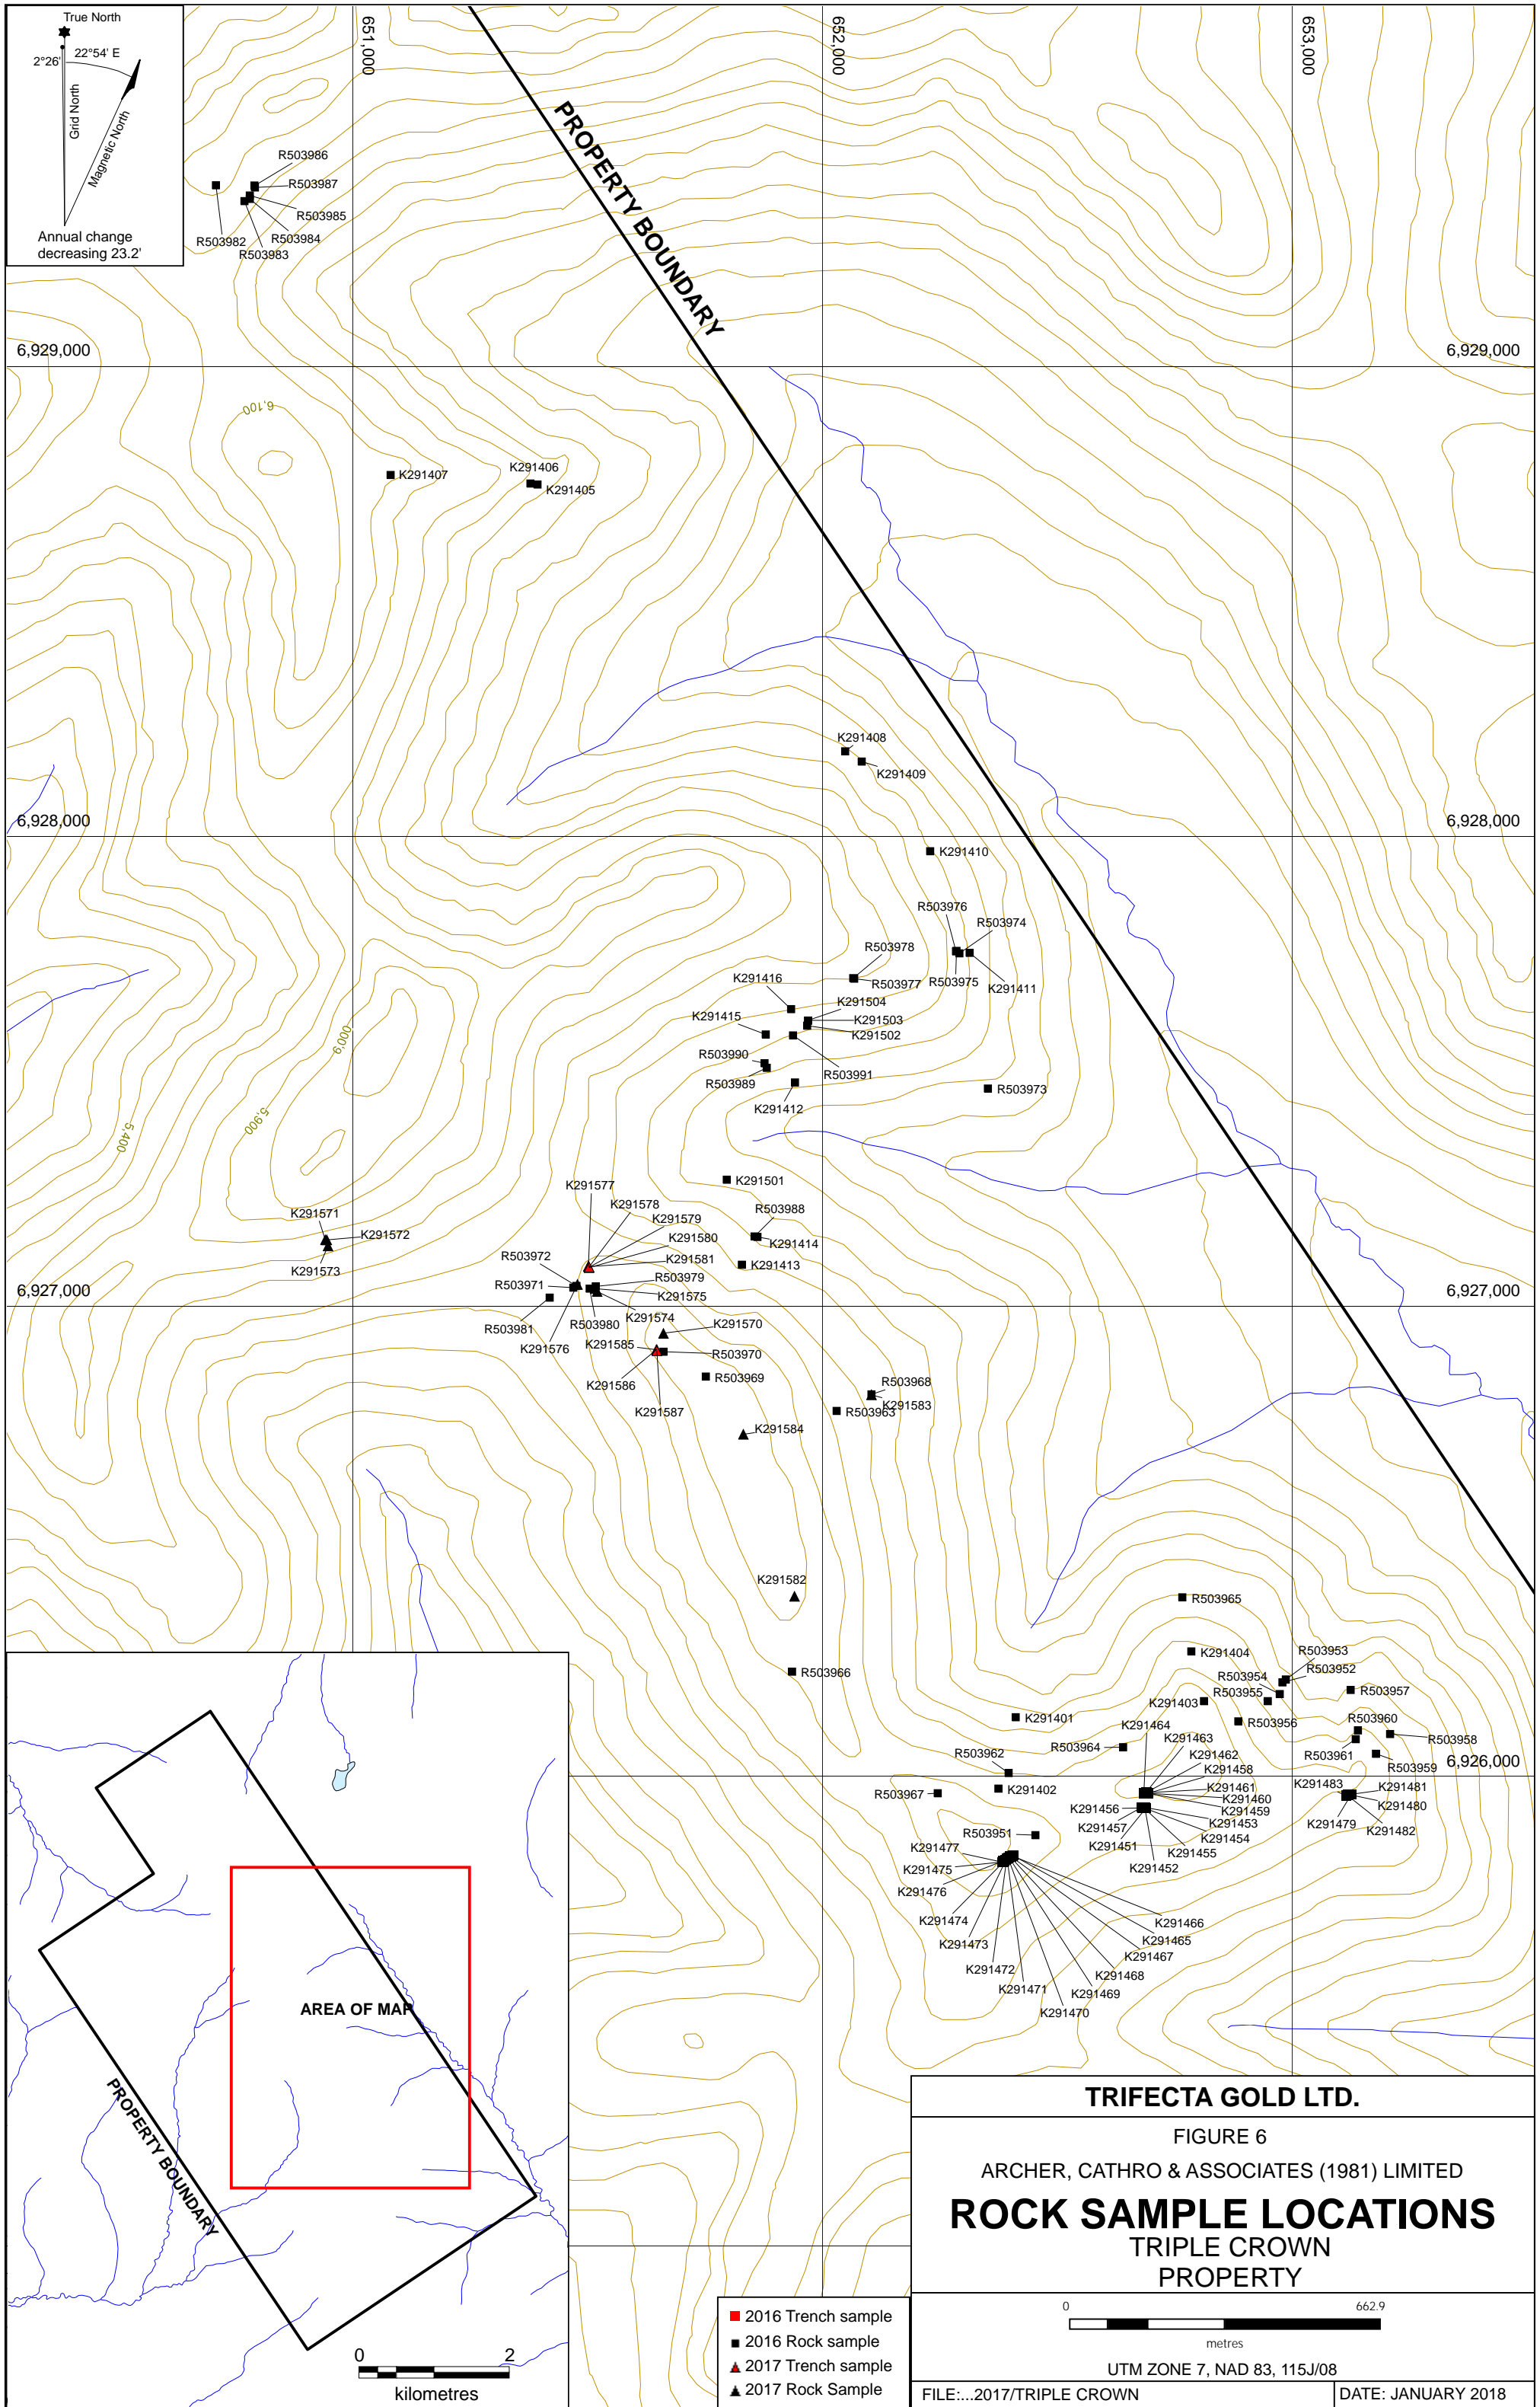 True North
2°26'
22°54' E
Grid North
Magnetic North
Annual change
decreasing 23.2'
651,000
652,000
653,000
PROPERTY BOUNDARY
R503986
R503987
R503985
R503984
R503982
R503983
6,929,000
6,929,000
6,100
K291407
K291406
K291405
K291408
K291409
6,928,000
6,928,000
K291410
R503976
R503974
R503978
R503977
R503975
K291411
K291416
K291504
K291503
K291415
K291502
R503990
R503991
R503989
K291412
R503973
6,000
5,900
5,400
K291501
K291577
K291578
K291579
K291580
K291581
R503988
K291414
K291413
K291571
K291572
K291573
R503972
R503971
R503979
K291575
6,927,000
6,927,000
R503981
R503980
K291574
K291570
K291576
K291585
R503970
K291586
R503969
K291587
R503968
K291583
R503963
K291584
K291582
R503965
R503966
K291404
R503953
R503954
R503952
R503955
R503957
K291403
K291401
R503956
K291464
R503960
R503958
K291463
R503964
R503961
K291462
R503962
R503959
K291458
6,926,000
K291402
K291461
K291483
K291481
R503967
K291460
K291480
K291456
K291459
K291457
K291453
K291479
K291482
R503951
K291454
K291451
K291455
K291477
K291452
K291475
K291476
K291474
K291466
K291473
K291465
K291467
K291472
K291468
K291471
K291469
K291470
AREA OF MAP
PROPERTY BOUNDARY
0 2
kilometres
2016 Trench sample
2016 Rock sample
2017 Trench sample
2017 Rock Sample
TRIFECTA GOLD LTD.
FIGURE 6
ARCHER, CATHRO & ASSOCIATES (1981) LIMITED
ROCK SAMPLE LOCATIONS
TRIPLE CROWN
PROPERTY
0 662.9
metres
UTM ZONE 7, NAD 83, 115J/08
FILE:...2017/TRIPLE CROWN
DATE: JANUARY 2018